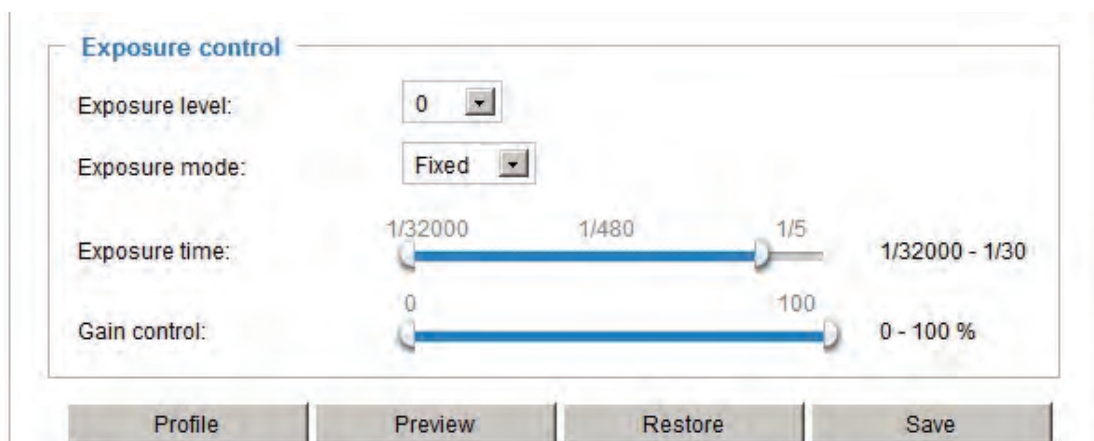 Exposure control
Exposure level: 0
Exposure mode: Fixed
1/32000 1/480 1/5
Exposure time: 1/32000 - 1/30
0 100
Gain control: 0 - 100 %
Profile Preview Restore Save